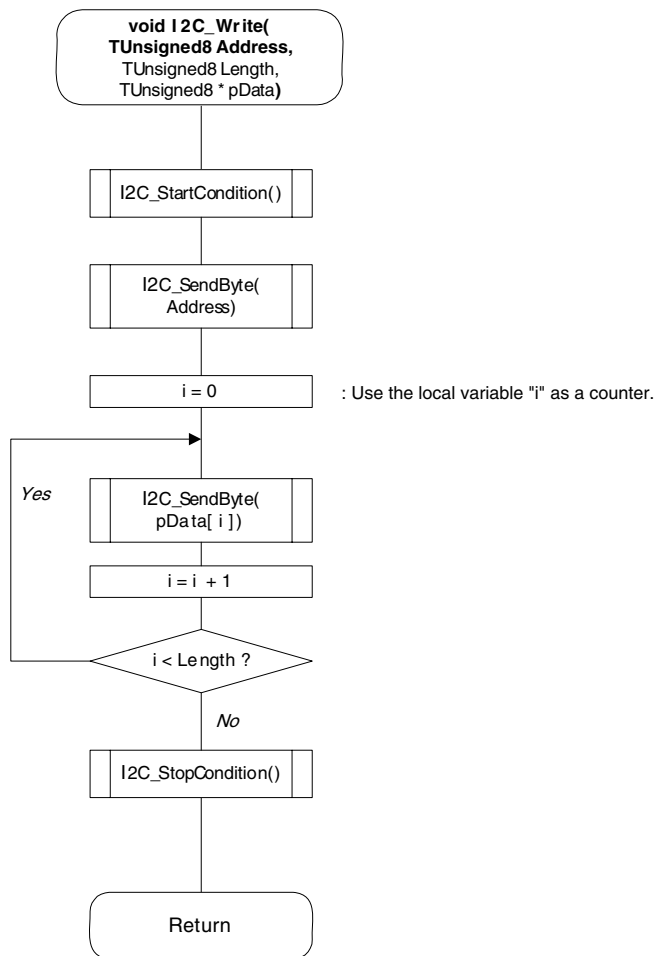 void I2C_Write(
TUnsigned8 Address,
TUnsigned8 Length,
TUnsigned8 * pData)
I2C_StartCondition()
I2C_SendByte(
Address)
i = 0
: Use the local variable "i" as a counter.
Yes
I2C_SendByte(
pData[ i ])
i = i + 1
i < Length ?
No
I2C_StopCondition()
Return